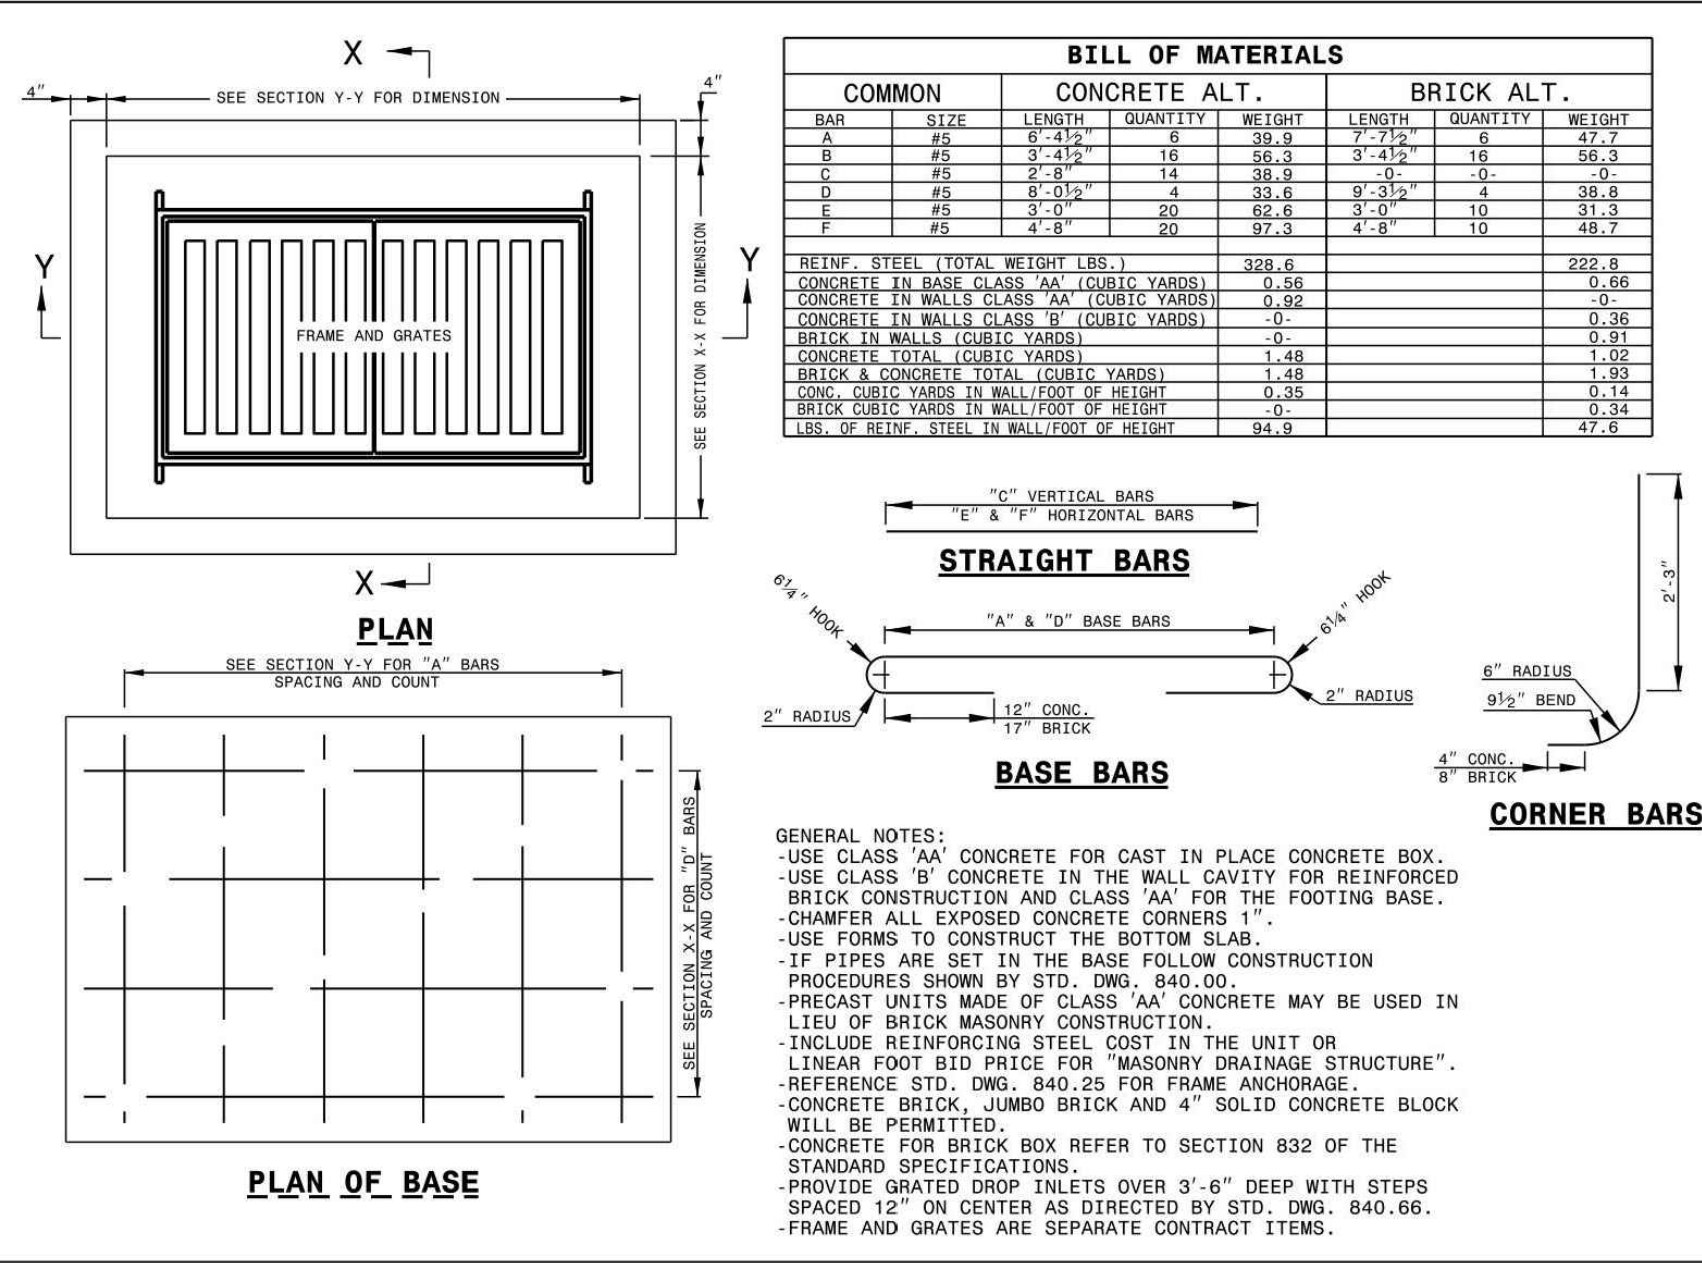 X
4"
SEE SECTION Y-Y FOR DIMENSION
4"
Y
Y
FRAME AND GRATES
SEE SECTION X-X FOR DIMENSION
X
PLAN
SEE SECTION Y-Y FOR "A" BARS
SPACING AND COUNT
SEE SECTION X-X FOR "D" BARS
SPACING AND COUNT
PLAN OF BASE
BILL OF MATERIALS
COMMON CONCRETE ALT. BRICK ALT.
BAR SIZE LENGTH QUANTITY WEIGHT LENGTH QUANTITY WEIGHT
A #5 6'-4½" 6 39.9 7'-7½" 6 47.7
B #5 3'-4½" 16 56.3 3'-4½" 16 56.3
C #5 2'-8" 14 38.9 -0- -0- -0-
D #5 8'-0½" 4 33.6 9'-3½" 4 38.8
E #5 3'-0" 20 62.6 3'-0" 10 31.3
F #5 4'-8" 20 97.3 4'-8" 10 48.7
REINF. STEEL (TOTAL WEIGHT LBS.) 328.6 222.8
CONCRETE IN BASE CLASS 'AA' (CUBIC YARDS) 0.56 0.66
CONCRETE IN WALLS CLASS 'AA' (CUBIC YARDS) 0.92 -0-
CONCRETE IN WALLS CLASS 'B' (CUBIC YARDS) -0- 0.36
BRICK IN WALLS (CUBIC YARDS) -0- 0.91
CONCRETE TOTAL (CUBIC YARDS) 1.48 1.02
BRICK & CONCRETE TOTAL (CUBIC YARDS) 1.48 1.93
CONC. CUBIC YARDS IN WALL/FOOT OF HEIGHT 0.35 0.14
BRICK CUBIC YARDS IN WALL/FOOT OF HEIGHT -0- 0.34
LBS. OF REINF. STEEL IN WALL/FOOT OF HEIGHT 94.9 47.6
"C" VERTICAL BARS
"E" & "F" HORIZONTAL BARS
STRAIGHT BARS
6¼" HOOK
"A" & "D" BASE BARS
6¼" HOOK
2" RADIUS
12" CONC.
17" BRICK
2" RADIUS
BASE BARS
2'-3"
6" RADIUS
9½" BEND
4" CONC.
8" BRICK
CORNER BARS
GENERAL NOTES:
-USE CLASS 'AA' CONCRETE FOR CAST IN PLACE CONCRETE BOX.
-USE CLASS 'B' CONCRETE IN THE WALL CAVITY FOR REINFORCED
BRICK CONSTRUCTION AND CLASS 'AA' FOR THE FOOTING BASE.
-CHAMFER ALL EXPOSED CONCRETE CORNERS 1".
-USE FORMS TO CONSTRUCT THE BOTTOM SLAB.
-IF PIPES ARE SET IN THE BASE FOLLOW CONSTRUCTION
PROCEDURES SHOWN BY STD. DWG. 840.00.
-PRECAST UNITS MADE OF CLASS 'AA' CONCRETE MAY BE USED IN
LIEU OF BRICK MASONRY CONSTRUCTION.
-INCLUDE REINFORCING STEEL COST IN THE UNIT OR
LINEAR FOOT BID PRICE FOR "MASONRY DRAINAGE STRUCTURE".
-REFERENCE STD. DWG. 840.25 FOR FRAME ANCHORAGE.
-CONCRETE BRICK, JUMBO BRICK AND 4" SOLID CONCRETE BLOCK
WILL BE PERMITTED.
-CONCRETE FOR BRICK BOX REFER TO SECTION 832 OF THE
STANDARD SPECIFICATIONS.
-PROVIDE GRATED DROP INLETS OVER 3'-6" DEEP WITH STEPS
SPACED 12" ON CENTER AS DIRECTED BY STD. DWG. 840.66.
-FRAME AND GRATES ARE SEPARATE CONTRACT ITEMS.